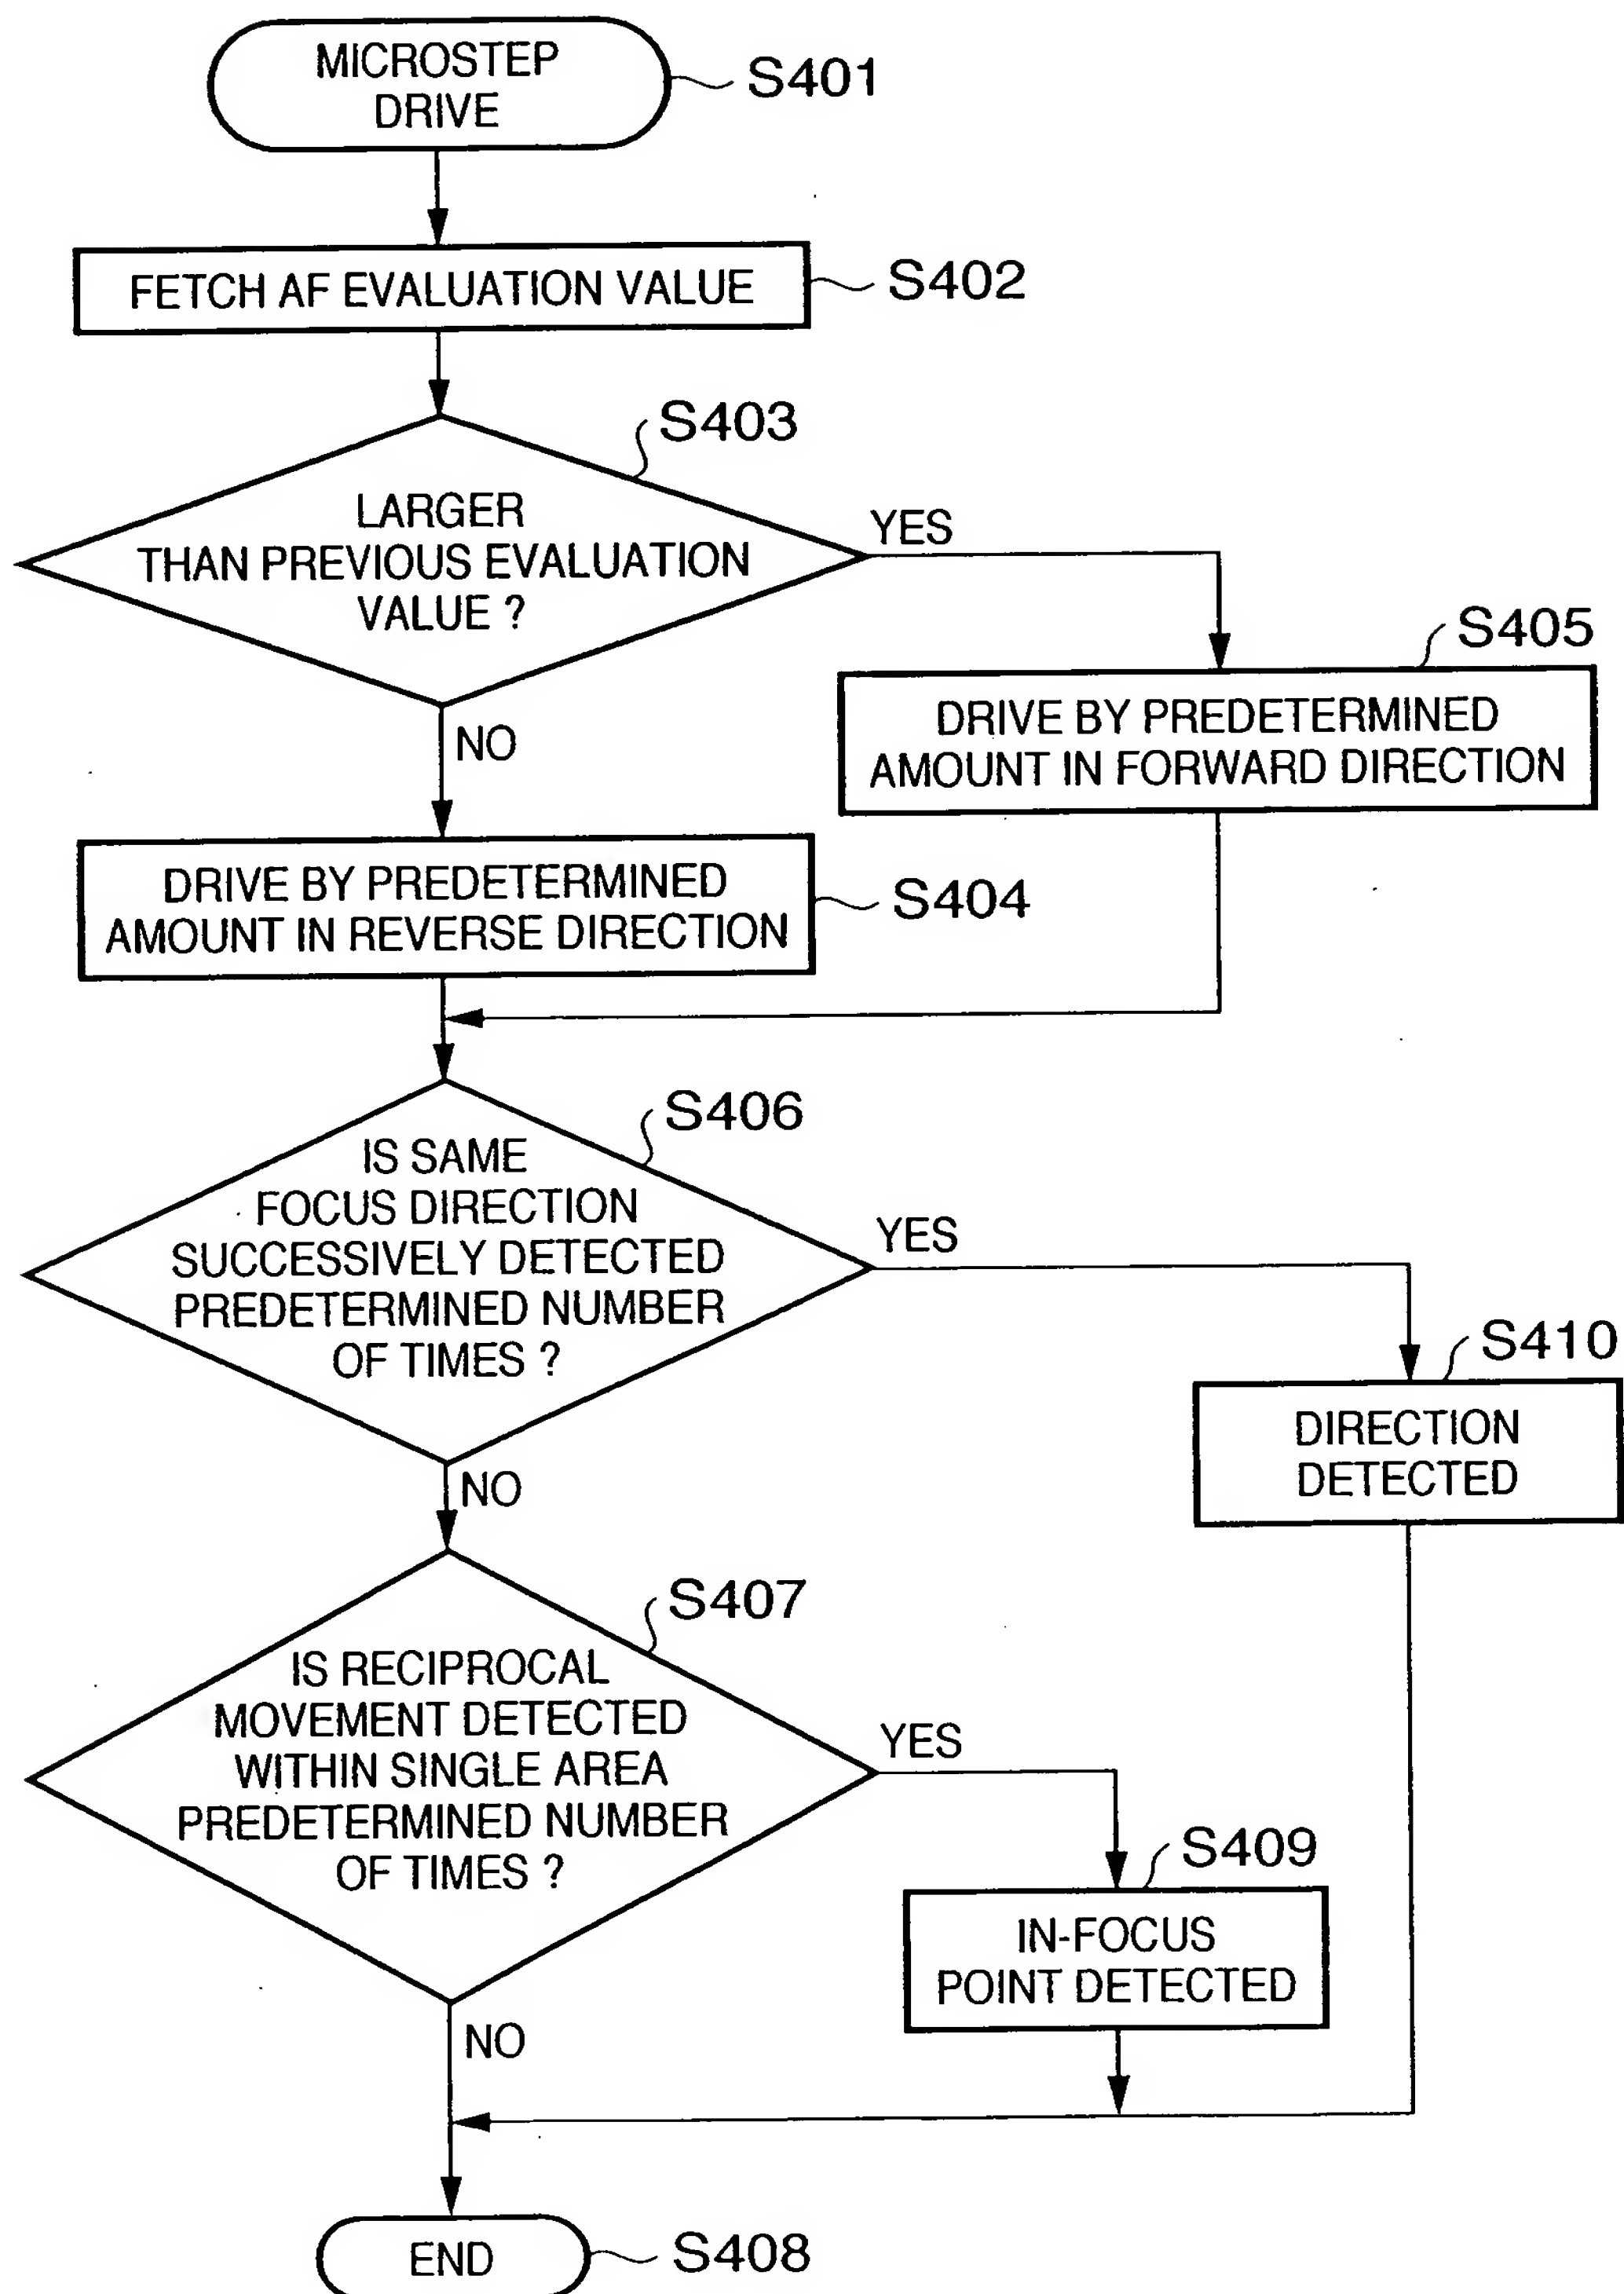 MICROSTEP
DRIVE
S401
FETCH AF EVALUATION VALUE
S402
S403
LARGER
THAN PREVIOUS EVALUATION
VALUE ?
YES
NO
S405
DRIVE BY PREDETERMINED
AMOUNT IN FORWARD DIRECTION
DRIVE BY PREDETERMINED
AMOUNT IN REVERSE DIRECTION
S404
S406
IS SAME
FOCUS DIRECTION
SUCCESSIVELY DETECTED
PREDETERMINED NUMBER
OF TIMES ?
YES
NO
S410
DIRECTION
DETECTED
S407
IS RECIPROCAL
MOVEMENT DETECTED
WITHIN SINGLE AREA
PREDETERMINED NUMBER
OF TIMES ?
YES
NO
S409
IN-FOCUS
POINT DETECTED
END
S408